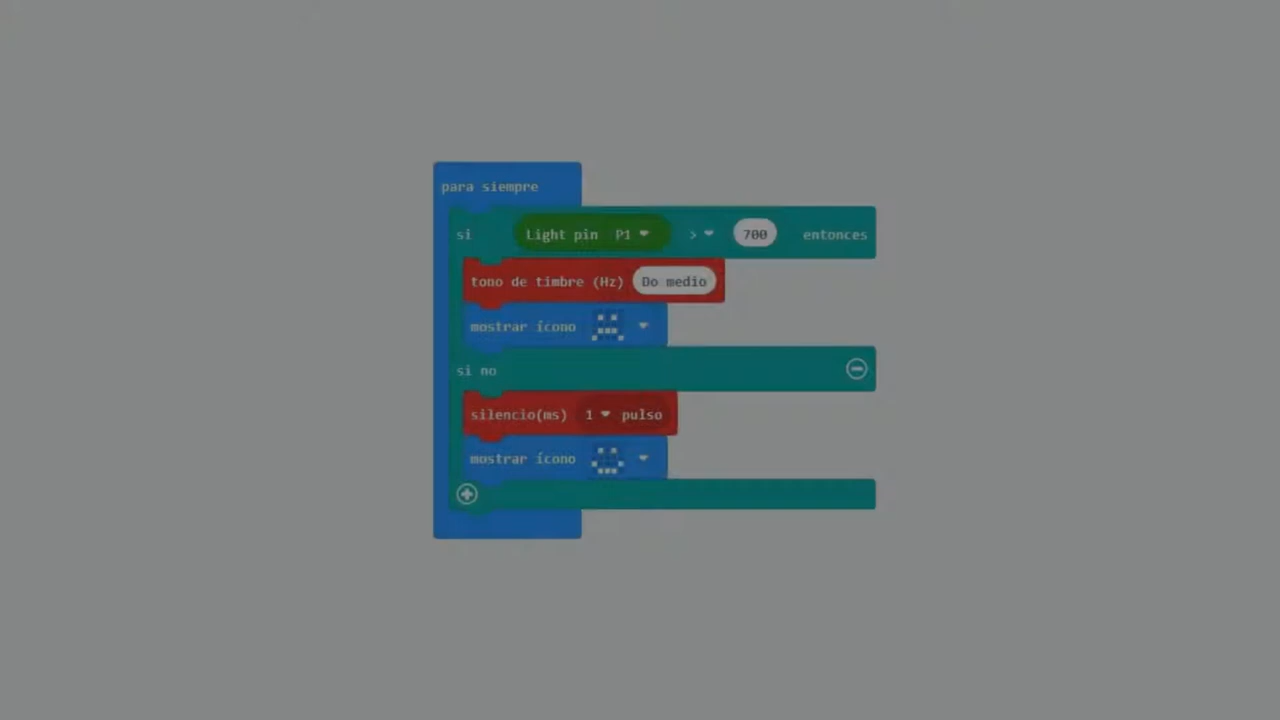 para siempre
si Light pin P1 > 700 entonces
tono de timbre (Hz) Do medio
mostrar ícono
si no
silencio(ms) 1 pulso
mostrar ícono